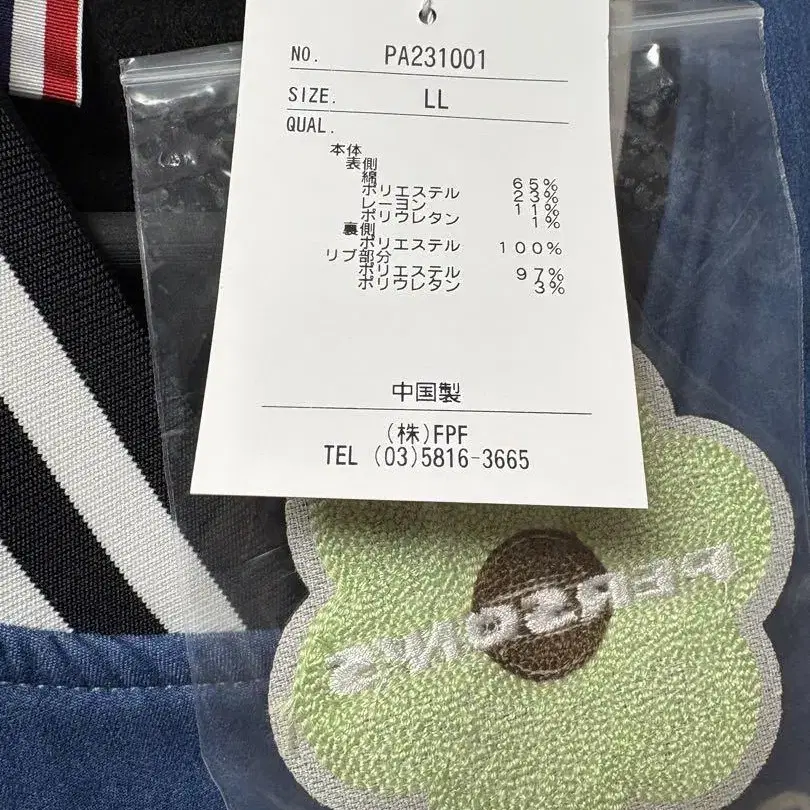 NO. PA231001
SIZE. LL
QUAL.
本体
表側
綿 65%
ポリエステル 23%
レーヨン 11%
ポリウレタン 1%
裏側
ポリエステル 100%
リブ部分
ポリエステル 97%
ポリウレタン 3%
中国製
(株)FPF
TEL (03)5816-3665
PEARSON'S